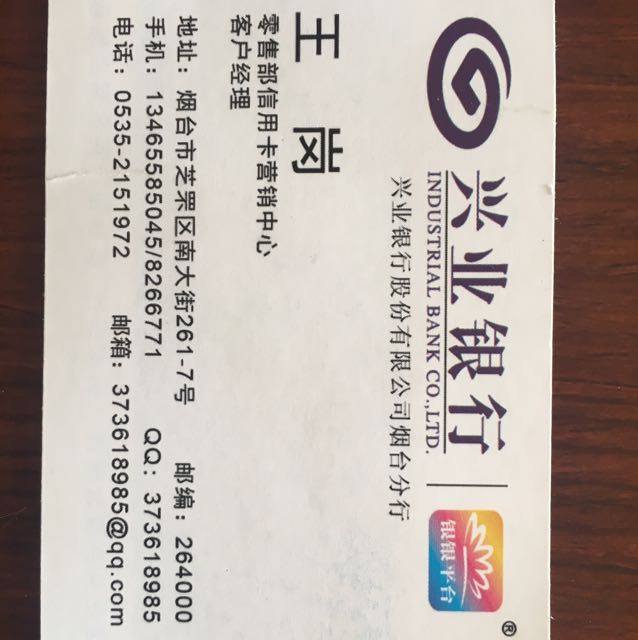 兴业银行
INDUSTRIAL BANK CO.,LTD.
银银平台
®
兴业银行股份有限公司烟台分行
王 岗
零售部信用卡营销中心
客户经理
地址：烟台市芝罘区南大街261-7号 邮编：264000
手机：13465585045/8266771 QQ：373618985
电话：0535-2151972 邮箱：373618985@qq.com